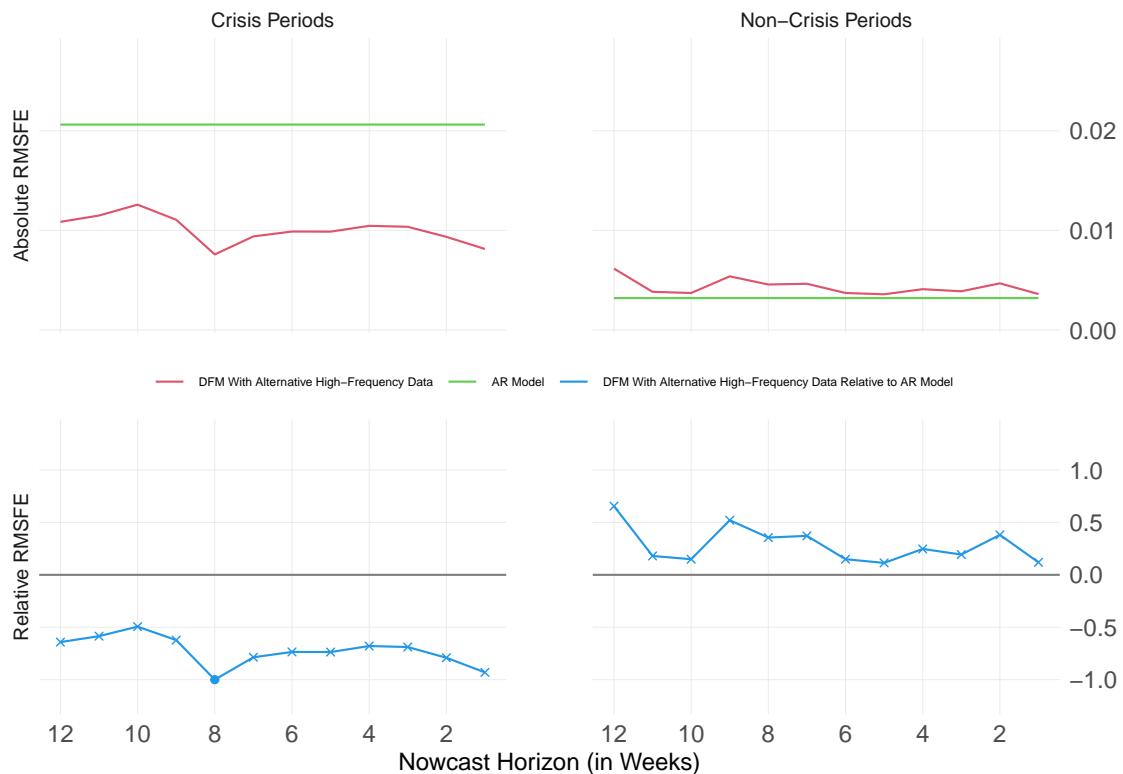 Crisis Periods
Non−Crisis Periods
Absolute RMSFE
0.02
0.01
0.00
DFM With Alternative High−Frequency Data
AR Model
DFM With Alternative High−Frequency Data Relative to AR Model
Relative RMSFE
1.0
0.5
0.0
−0.5
−1.0
12 10 8 6 4 2
12 10 8 6 4 2
Nowcast Horizon (in Weeks)